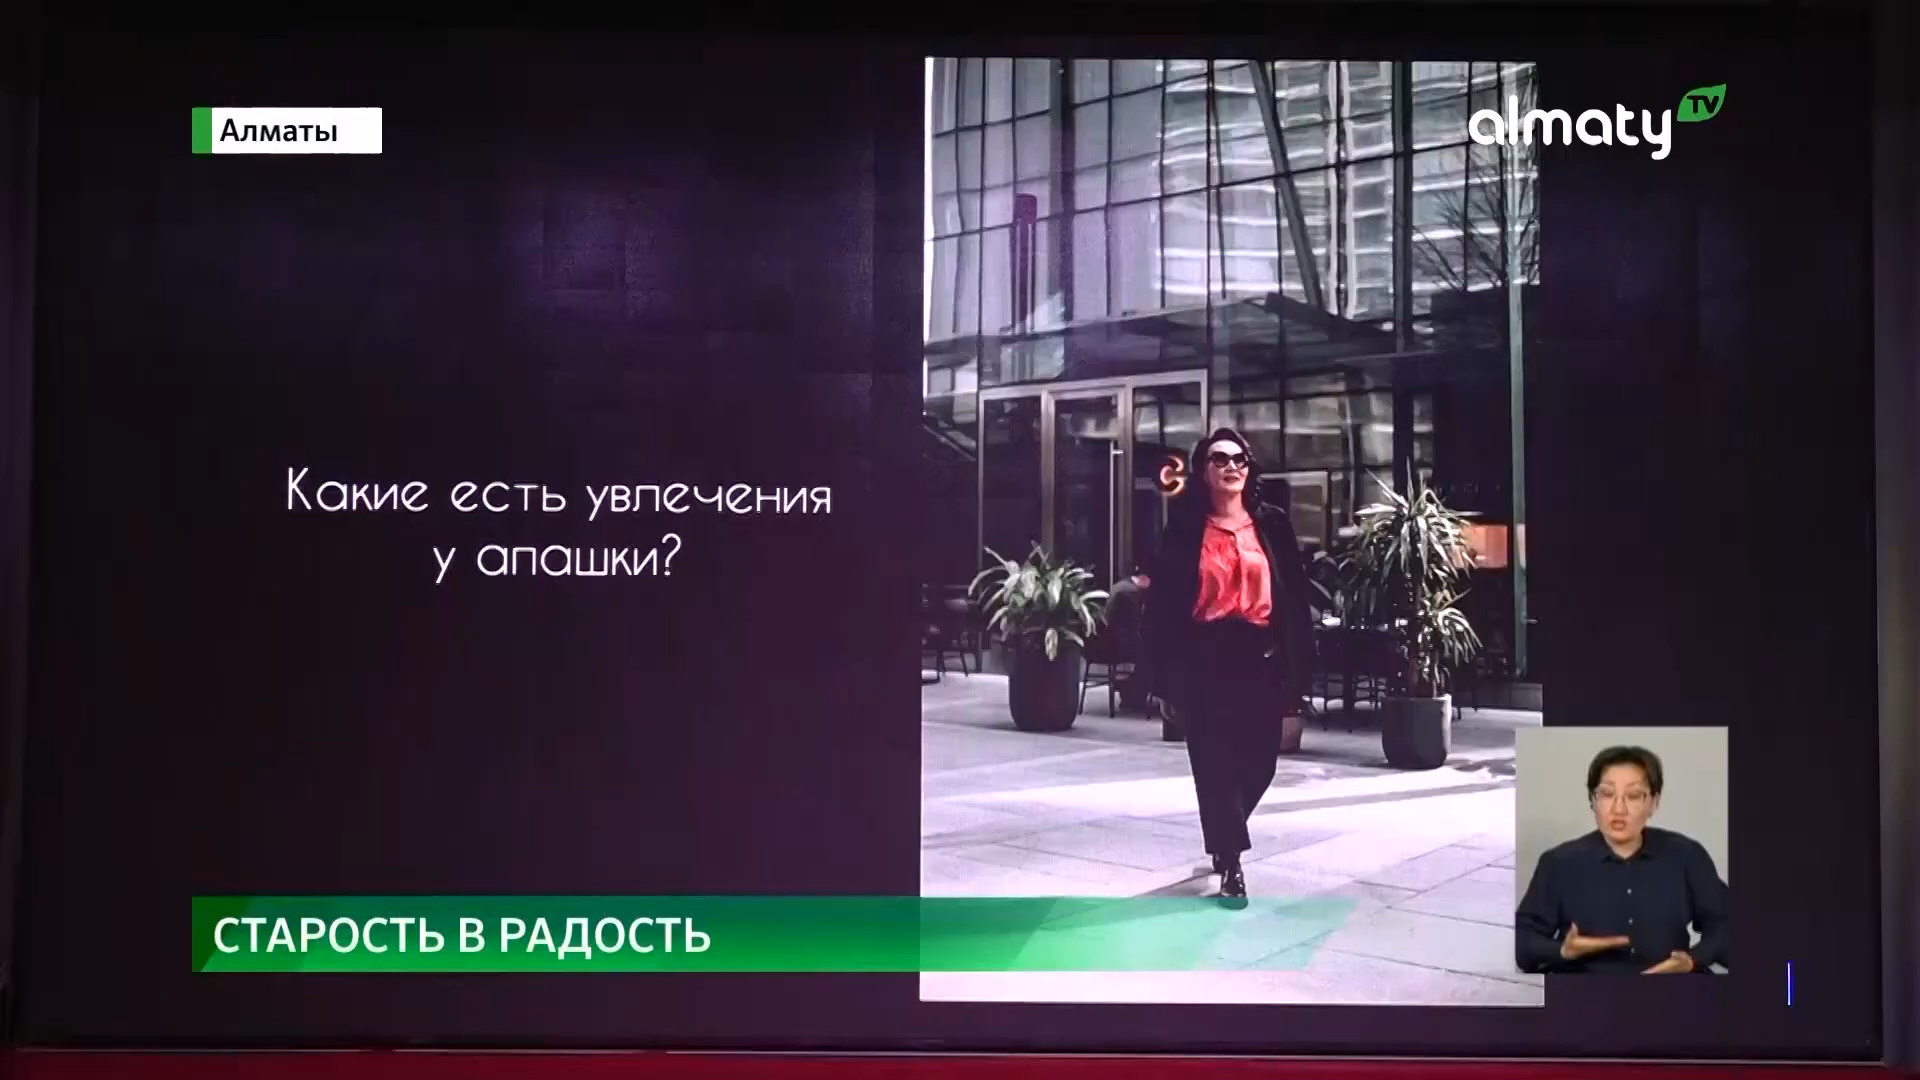 Алматы
almaty TV
Какие есть увлечения
у апашки?
СТАРОСТЬ В РАДОСТЬ